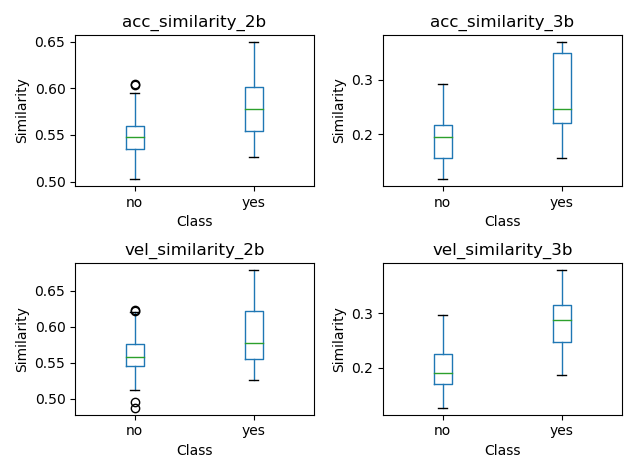 acc_similarity_2b
Similarity
0.65
0.60
0.55
0.50
no yes
Class
acc_similarity_3b
Similarity
0.3
0.2
no yes
Class
vel_similarity_2b
Similarity
0.65
0.60
0.55
0.50
no yes
Class
vel_similarity_3b
Similarity
0.3
0.2
no yes
Class